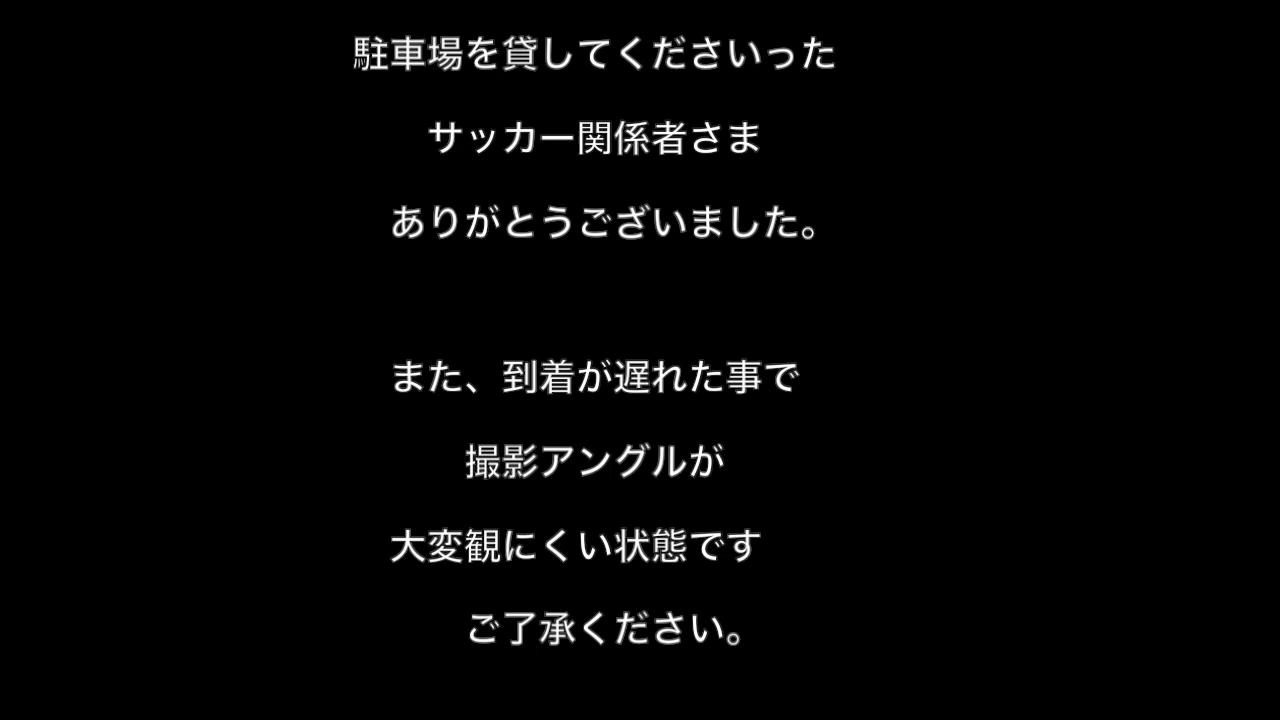 駐車場を貸してくださいった
サッカー関係者さま
ありがとうございました。
また、到着が遅れた事で
撮影アングルが
大変観にくい状態です
ご了承ください。